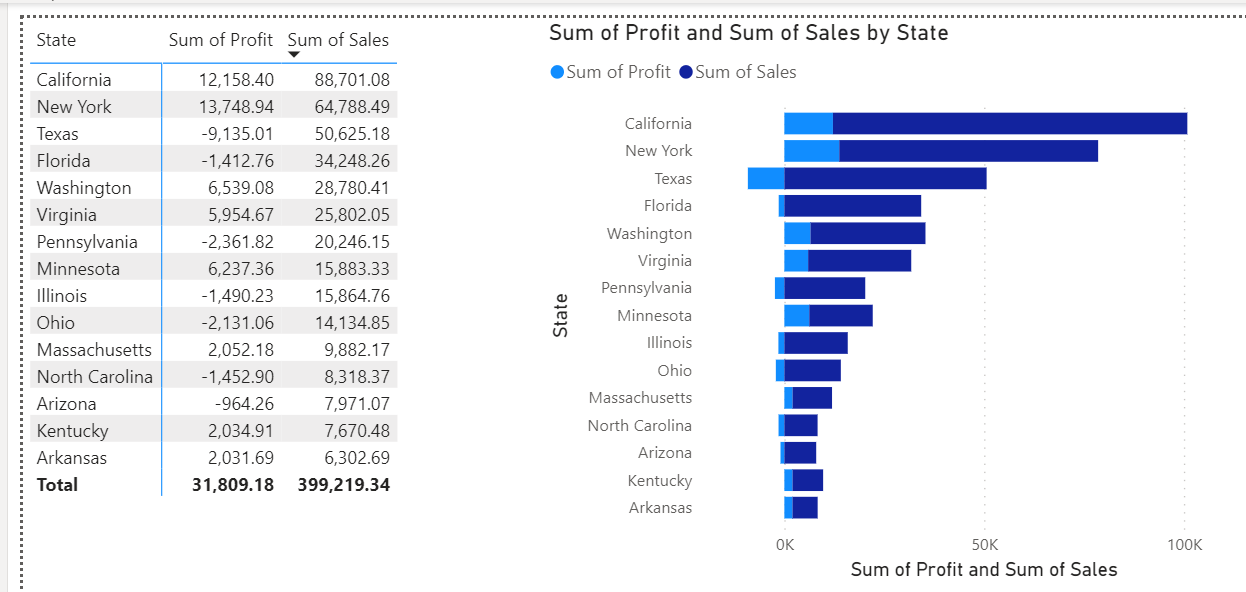 State Sum of Profit Sum of Sales
California 12,158.40 88,701.08
New York 13,748.94 64,788.49
Texas -9,135.01 50,625.18
Florida -1,412.76 34,248.26
Washington 6,539.08 28,780.41
Virginia 5,954.67 25,802.05
Pennsylvania -2,361.82 20,246.15
Minnesota 6,237.36 15,883.33
Illinois -1,490.23 15,864.76
Ohio -2,131.06 14,134.85
Massachusetts 2,052.18 9,882.17
North Carolina -1,452.90 8,318.37
Arizona -964.26 7,971.07
Kentucky 2,034.91 7,670.48
Arkansas 2,031.69 6,302.69
Total 31,809.18 399,219.34
Sum of Profit and Sum of Sales by State
Sum of Profit Sum of Sales
State
California
New York
Texas
Florida
Washington
Virginia
Pennsylvania
Minnesota
Illinois
Ohio
Massachusetts
North Carolina
Arizona
Kentucky
Arkansas
0K 50K 100K
Sum of Profit and Sum of Sales